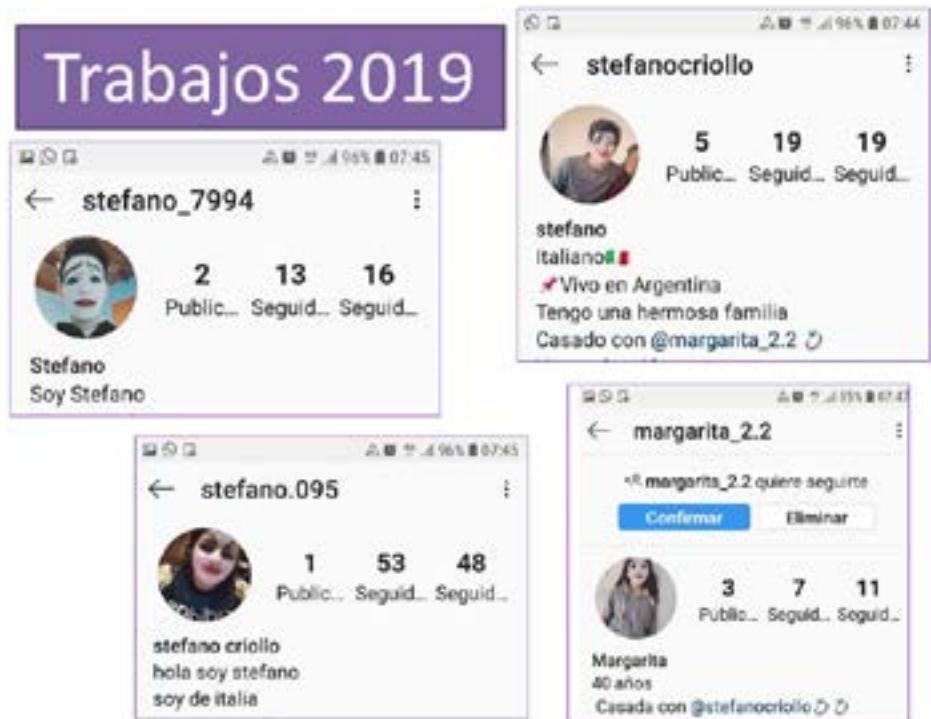 Trabajos 2019
96% 07:44
stefanocriollo
5 19 19
Public... Seguid... Seguid...
stefano
Italiano
Vivo en Argentina
Tengo una hermosa familia
Casado con @margarita_2.2
96% 07:45
stefano_7994
2 13 16
Public... Seguid... Seguid...
Stefano
Soy Stefano
96% 07:45
stefano.095
1 53 48
Public... Seguid... Seguid...
stefano criollo
hola soy stefano
soy de italia
margarita_2.2
margarita_2.2 quiere seguirte
Confirmar Eliminar
3 7 11
Public... Seguid... Seguid...
Margarita
40 años
Casada con @stefanocriollo